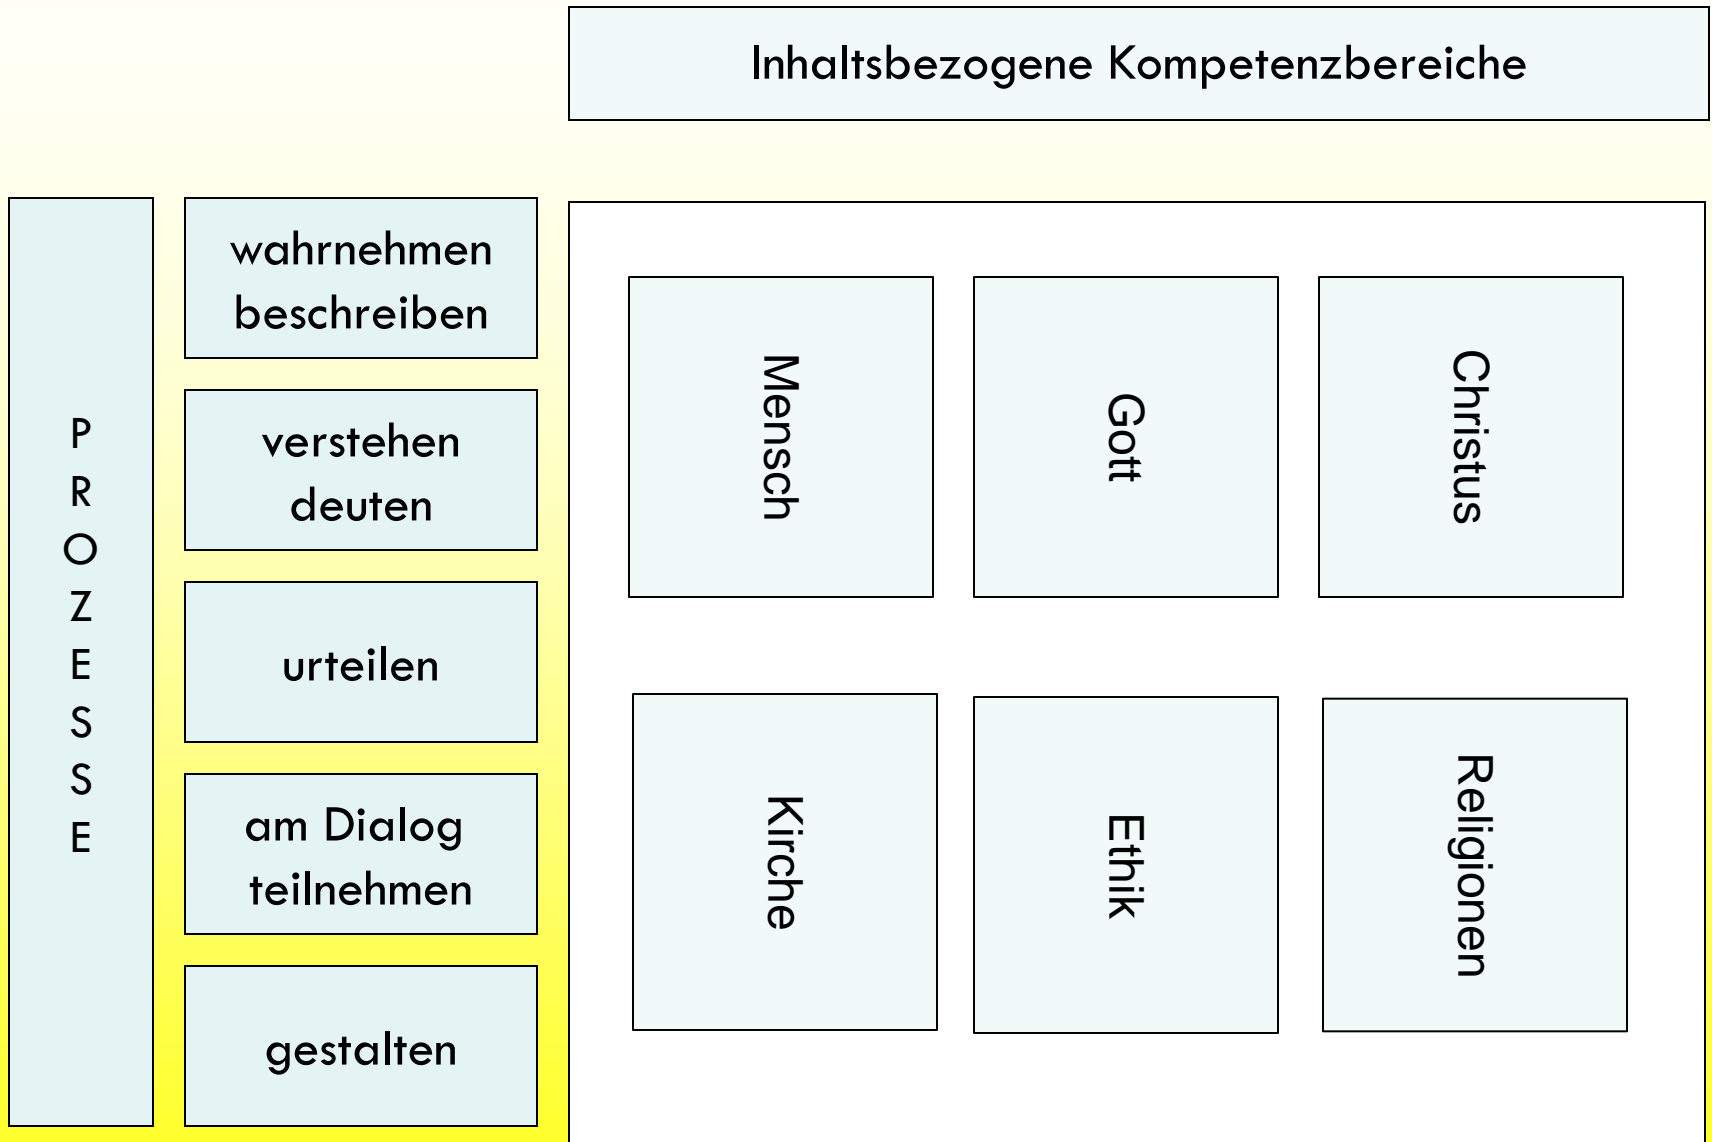 Inhaltsbezogene Kompetenzbereiche
P
R
O
Z
E
S
S
E
wahrnehmen
beschreiben
verstehen
deuten
urteilen
am Dialog
teilnehmen
gestalten
Mensch
Gott
Christus
Kirche
Ethik
Religionen